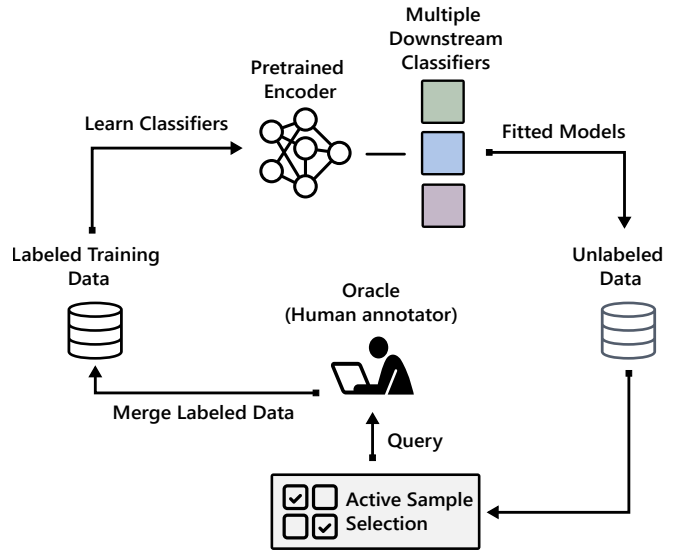 Multiple
Downstream
Classifiers
Pretrained
Encoder
Learn Classifiers
Fitted Models
Labeled Training
Data
Unlabeled
Data
Oracle
(Human annotator)
Merge Labeled Data
Query
Active Sample
Selection